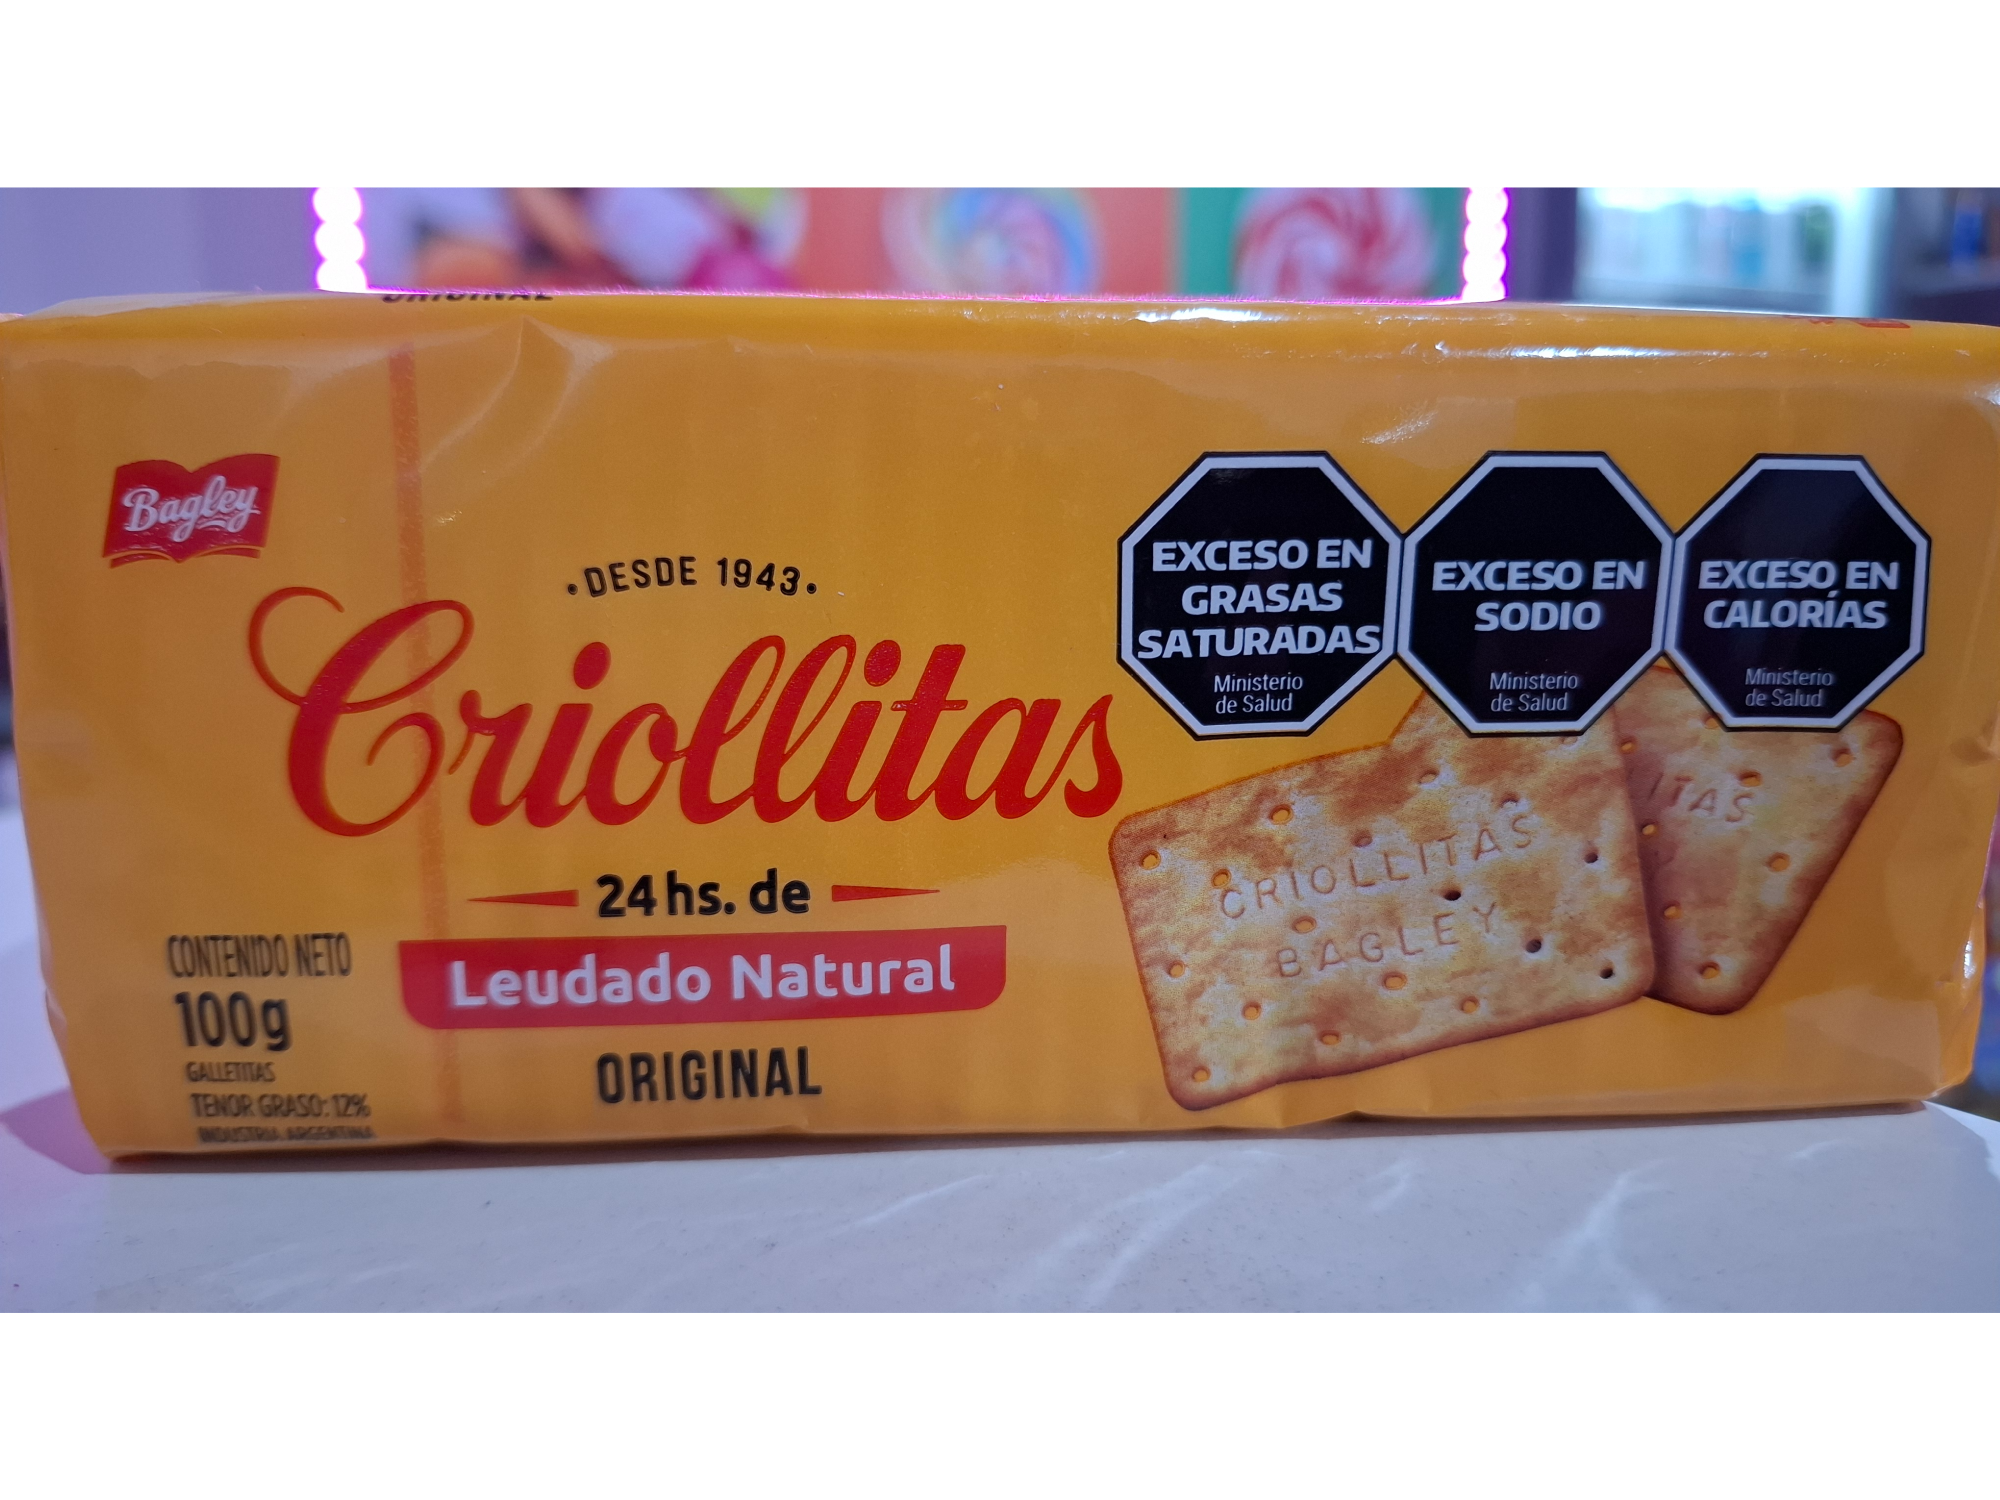 ORIGINAL
Bagley
• DESDE 1943 •
Criollitas
24 hs. de
Leudado Natural
ORIGINAL
CONTENIDO NETO
100g
GALLETITAS
TENOR GRASO: 12%
INDUSTRIA ARGENTINA
EXCESO EN
GRASAS
SATURADAS
Ministerio
de Salud
EXCESO EN
SODIO
Ministerio
de Salud
EXCESO EN
CALORÍAS
Ministerio
de Salud
CRIOLLITAS
BAGLEY
ITAS